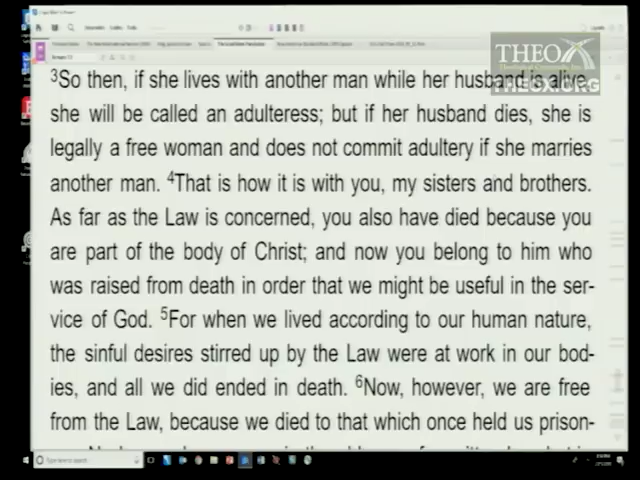 THEOX
THEOXI.ORG
³So then, if she lives with another man while her husband is alive,
she will be called an adulteress; but if her husband dies, she is
legally a free woman and does not commit adultery if she marries
another man. ⁴That is how it is with you, my sisters and brothers.
As far as the Law is concerned, you also have died because you
are part of the body of Christ; and now you belong to him who
was raised from death in order that we might be useful in the ser-
vice of God. ⁵For when we lived according to our human nature,
the sinful desires stirred up by the Law were at work in our bod-
ies, and all we did ended in death. ⁶Now, however, we are free
from the Law, because we died to that which once held us prison-
Type here to search